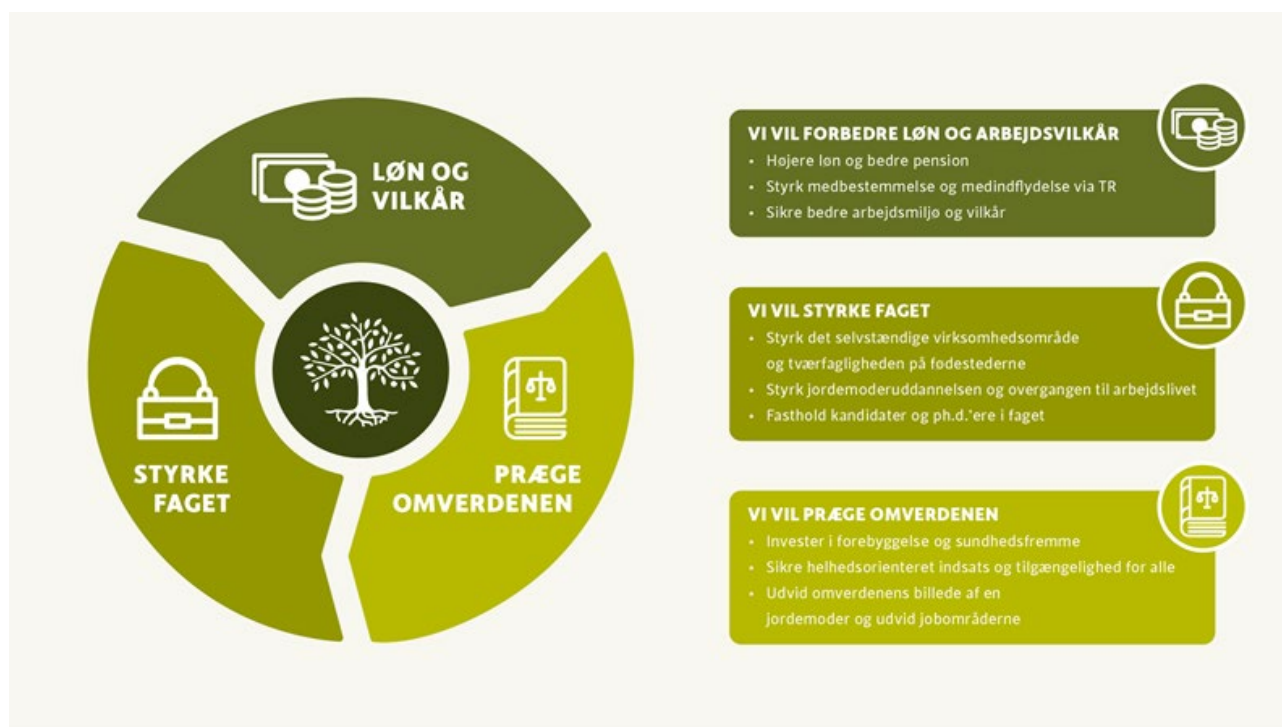 LØN OG
VILKÅR
STYRKE
FAGET
PRÆGE
OMVERDENEN
VI VIL FORBEDRE LØN OG ARBEJDSVILKÅR
• Højere løn og bedre pension
• Styrk medbestemmelse og medindflydelse via TR
• Sikre bedre arbejdsmiljø og vilkår
VI VIL STYRKE FAGET
• Styrk det selvstændige virksomhedsområde
og tværfagligheden på fødestederne
• Styrk jordemoderuddannelsen og overgangen til arbejdslivet
• Fasthold kandidater og ph.d.'ere i faget
VI VIL PRÆGE OMVERDENEN
• Invester i forebyggelse og sundhedsfremme
• Sikre helhedsorienteret indsats og tilgængelighed for alle
• Udvid omverdenens billede af en
jordemoder og udvid jobområderne